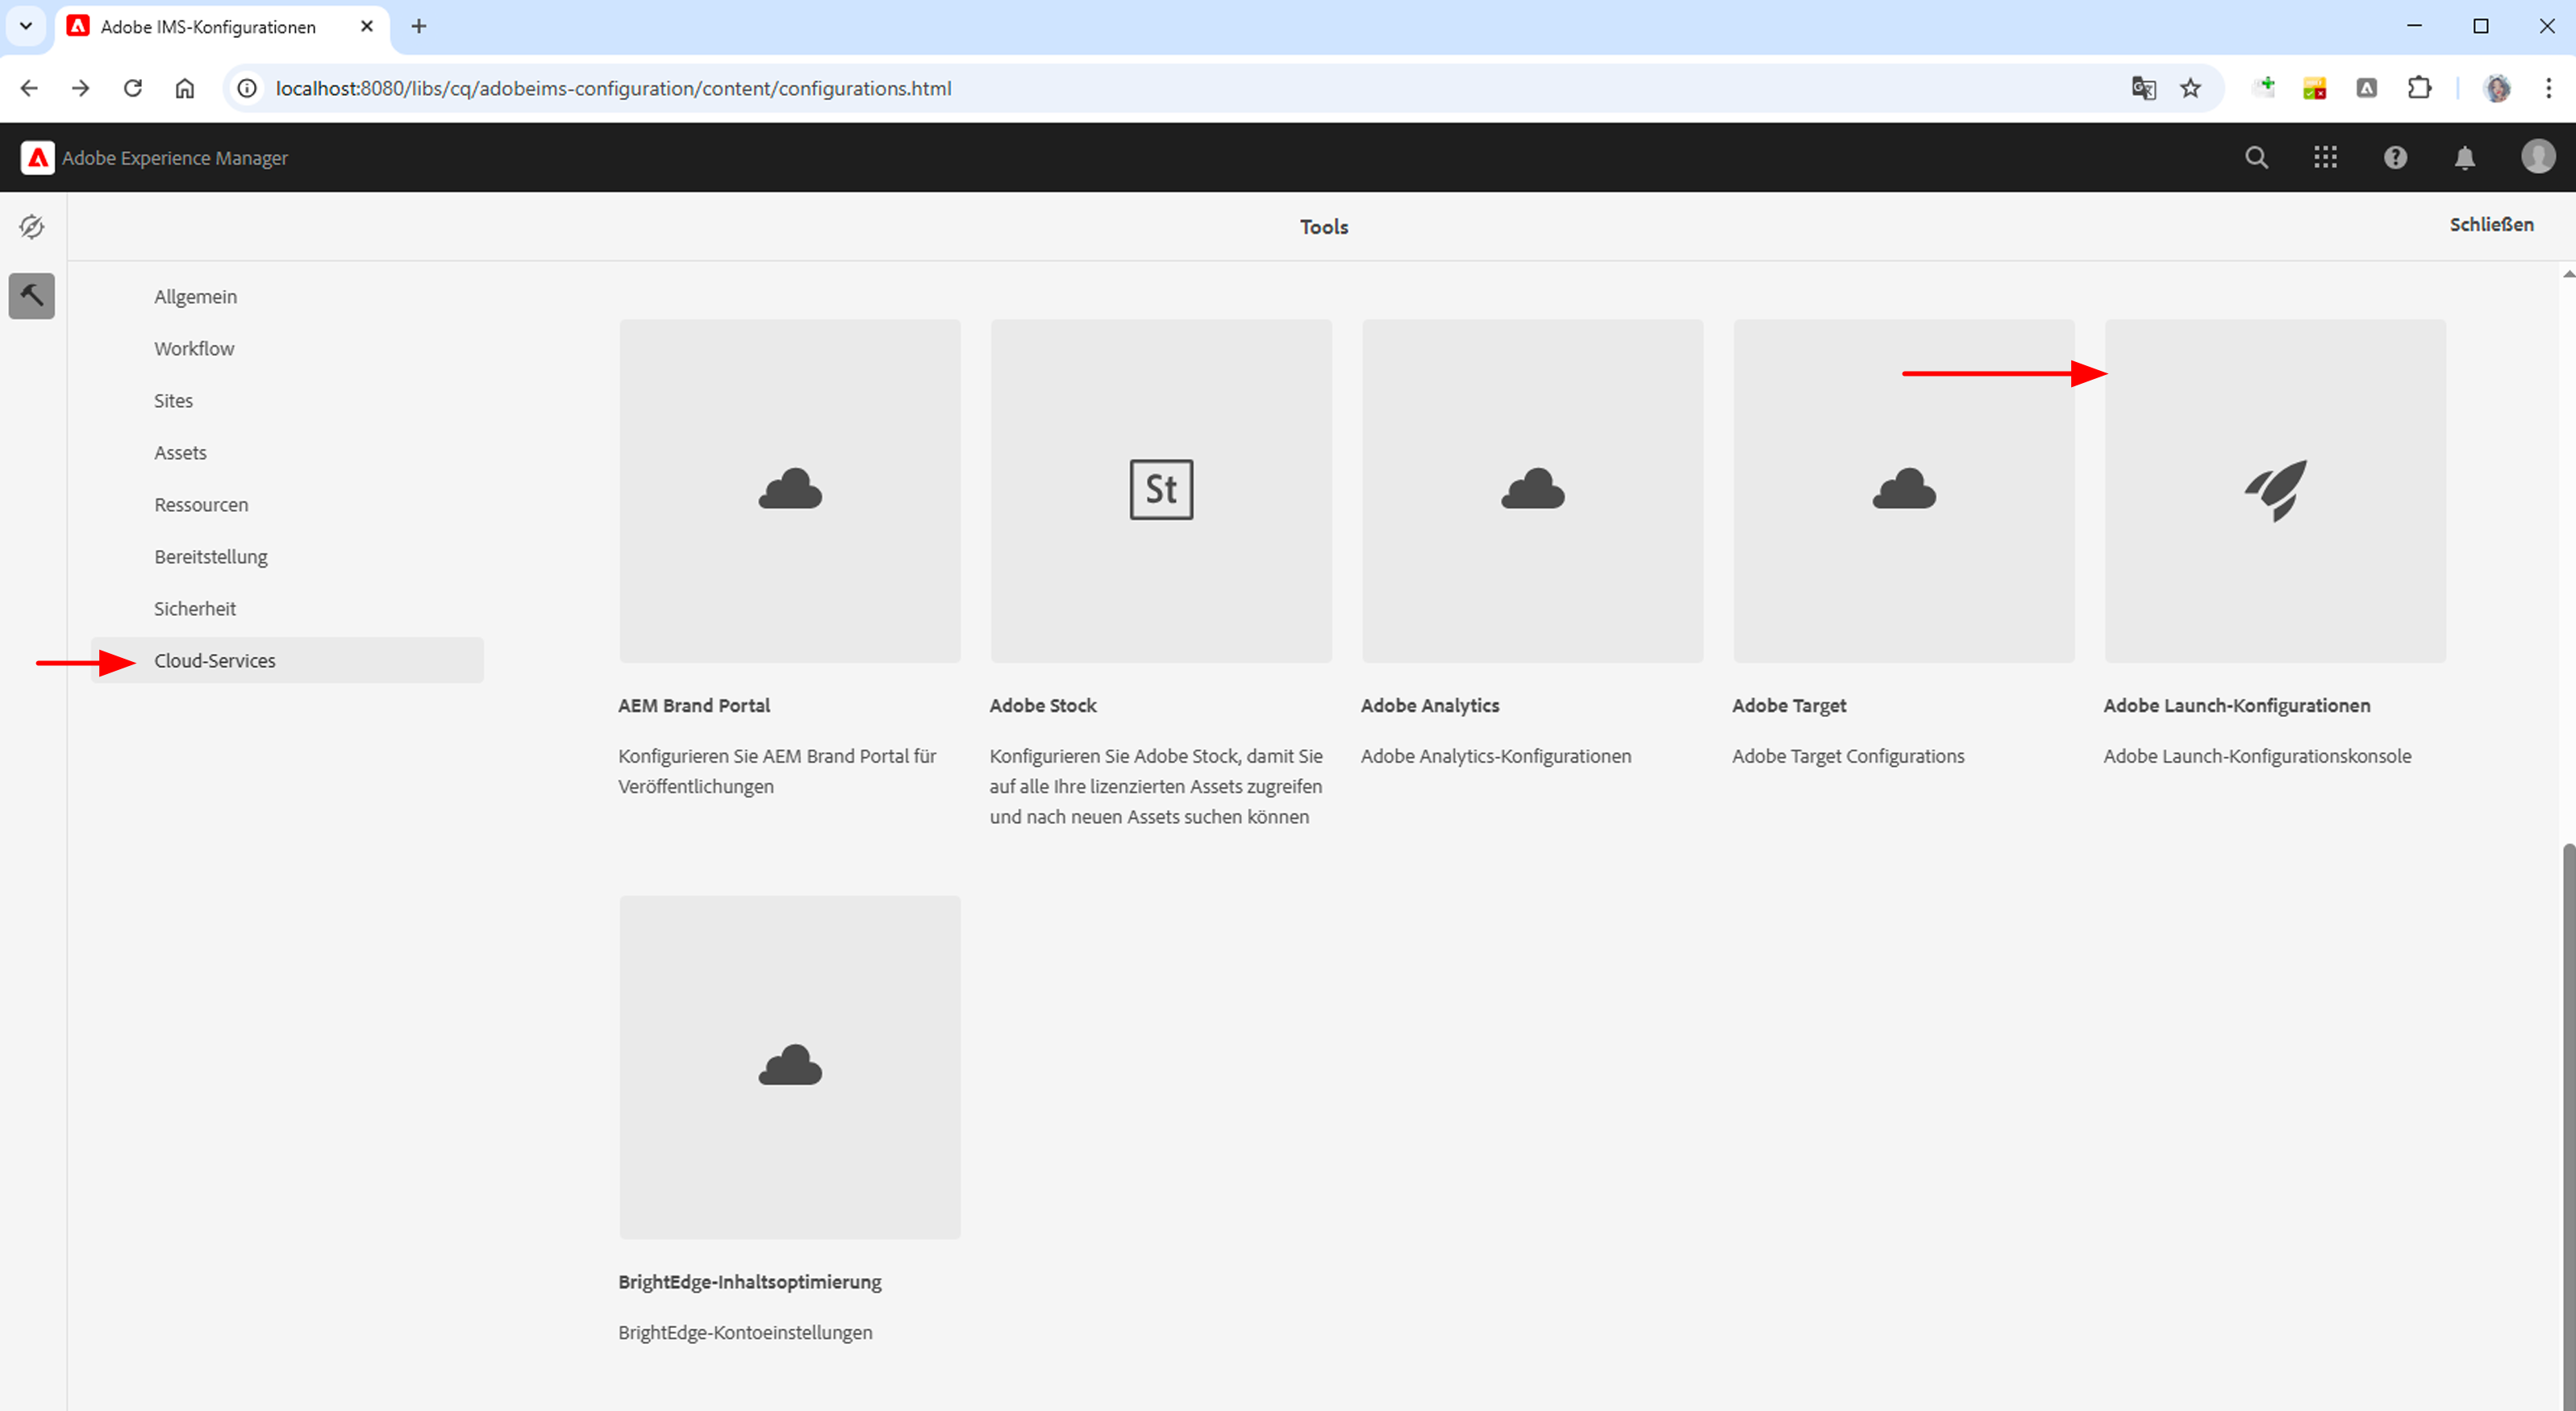 Adobe IMS-Konfigurationen
localhost:8080/libs/cq/adobeims-configuration/content/configurations.html
Adobe Experience Manager
Tools
Schließen
Allgemein
Workflow
Sites
Assets
Ressourcen
Bereitstellung
Sicherheit
Cloud-Services
St
AEM Brand Portal
Konfigurieren Sie AEM Brand Portal für
Veröffentlichungen
Adobe Stock
Konfigurieren Sie Adobe Stock, damit Sie
auf alle Ihre lizenzierten Assets zugreifen
und nach neuen Assets suchen können
Adobe Analytics
Adobe Analytics-Konfigurationen
Adobe Target
Adobe Target Configurations
Adobe Launch-Konfigurationen
Adobe Launch-Konfigurationskonsole
BrightEdge-Inhaltsoptimierung
BrightEdge-Kontoeinstellungen